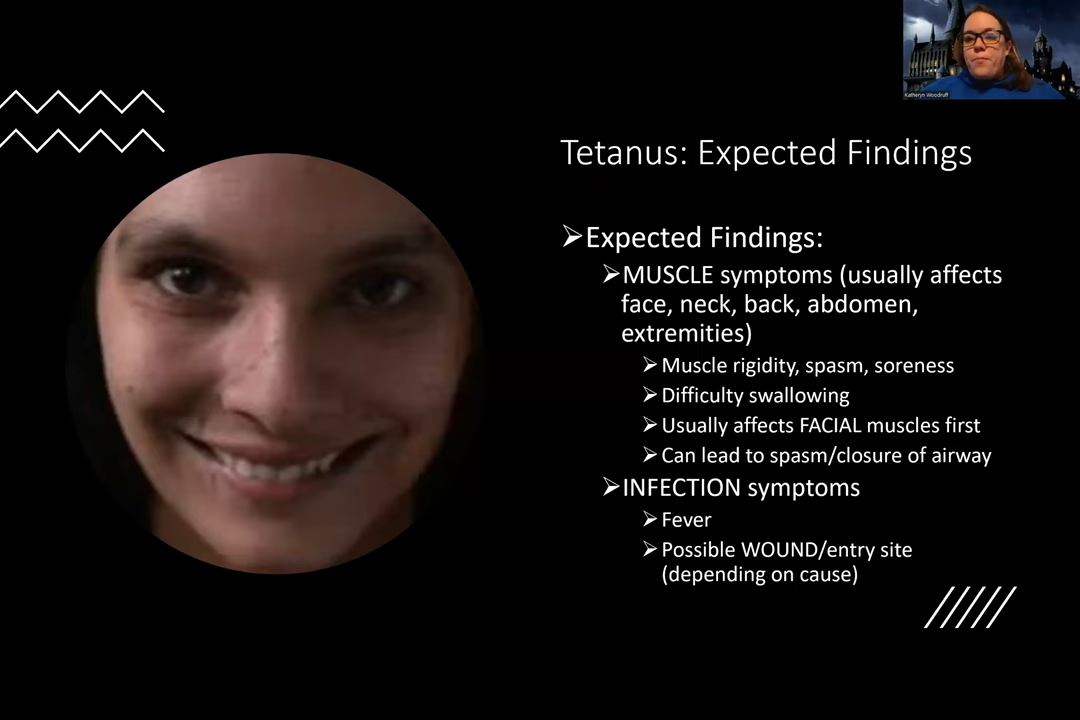 Katheryn Woodruff
Tetanus: Expected Findings
➢Expected Findings:
➢MUSCLE symptoms (usually affects
face, neck, back, abdomen,
extremities)
➢Muscle rigidity, spasm, soreness
➢Difficulty swallowing
➢Usually affects FACIAL muscles first
➢Can lead to spasm/closure of airway
➢INFECTION symptoms
➢Fever
➢Possible WOUND/entry site
(depending on cause)